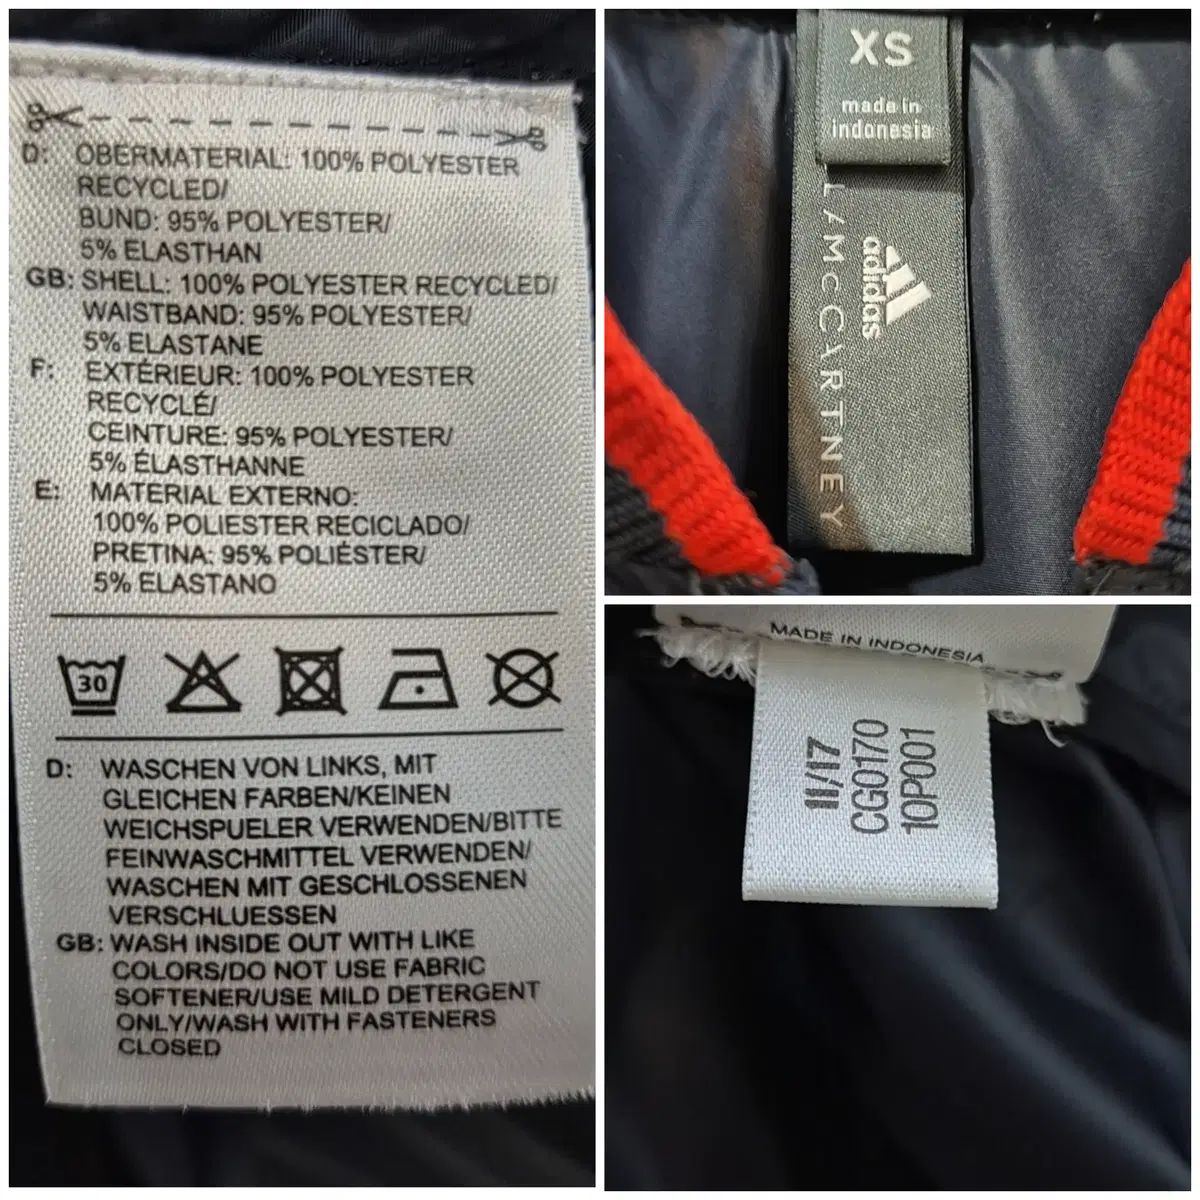 D: OBERMATERIAL: 100% POLYESTER
RECYCLED/
BUND: 95% POLYESTER/
5% ELASTHAN
GB: SHELL: 100% POLYESTER RECYCLED/
WAISTBAND: 95% POLYESTER/
5% ELASTANE
F: EXTÉRIEUR: 100% POLYESTER
RECYCLÉ/
CEINTURE: 95% POLYESTER/
5% ÉLASTHANNE
E: MATERIAL EXTERNO:
100% POLIESTER RECICLADO/
PRETINA: 95% POLIÉSTER/
5% ELASTANO
30
D: WASCHEN VON LINKS, MIT
GLEICHEN FARBEN/KEINEN
WEICHSPUELER VERWENDEN/BITTE
FEINWASCHMITTEL VERWENDEN/
WASCHEN MIT GESCHLOSSENEN
VERSCHLUESSEN
GB: WASH INSIDE OUT WITH LIKE
COLORS/DO NOT USE FABRIC
SOFTENER/USE MILD DETERGENT
ONLY/WASH WITH FASTENERS
CLOSED
XS
made in
indonesia
adidas
LAMCCARTNEY
MADE IN INDONESIA
11/17
CG0170
10P001